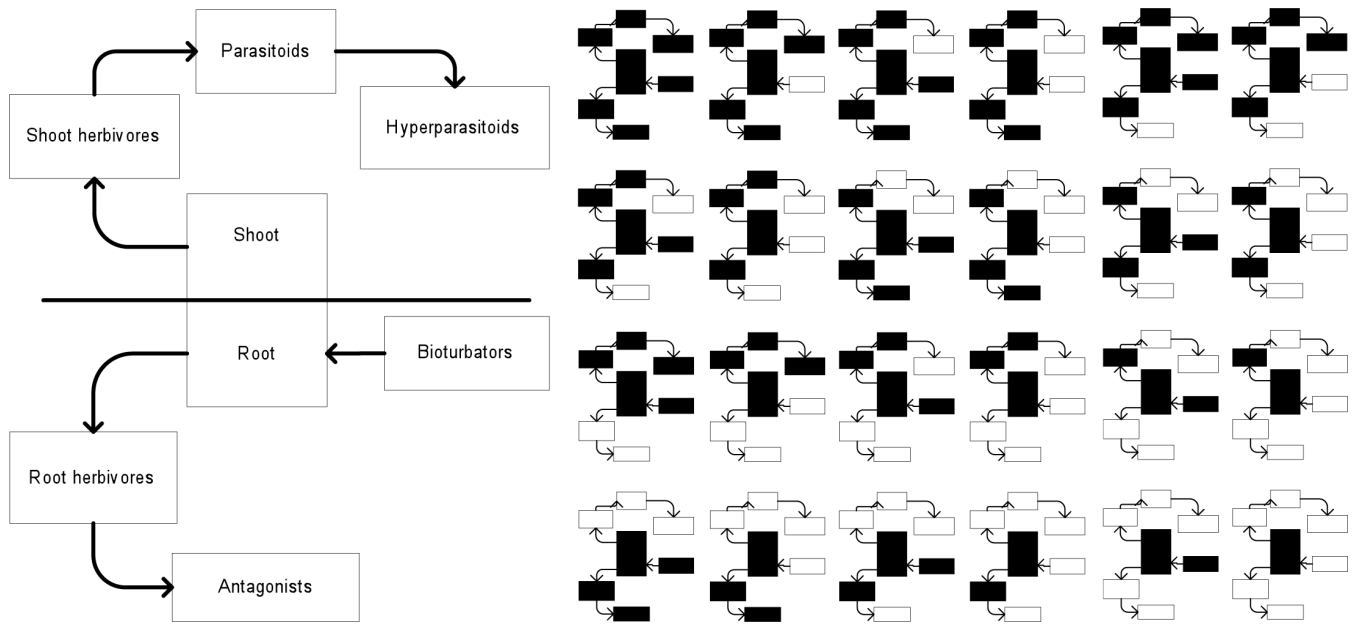 Parasitoids
Shoot herbivores
Hyperparasitoids
Shoot
Root
Bioturbators
Root herbivores
Antagonists